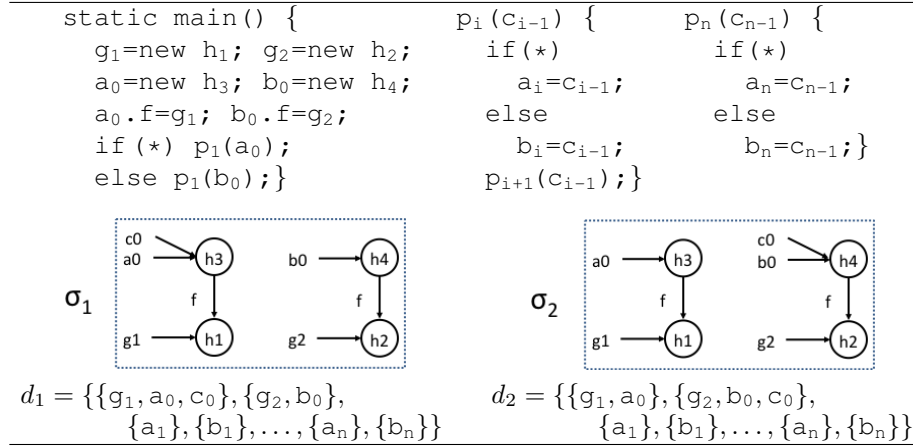 static main() {
g₁=new h₁; g₂=new h₂;
a₀=new h₃; b₀=new h₄;
a₀.f=g₁; b₀.f=g₂;
if(*) p₁(a₀);
else p₁(b₀);}
pᵢ(cᵢ₋₁) {
if(*)
aᵢ=cᵢ₋₁;
else
bᵢ=cᵢ₋₁;
pᵢ₊₁(cᵢ₋₁);}
pₙ(cₙ₋₁) {
if(*)
aₙ=cₙ₋₁;
else
bₙ=cₙ₋₁;}
σ₁
c0
a0
h3
b0
h4
f
f
g1
h1
g2
h2
σ₂
a0
h3
c0
b0
h4
f
f
g1
h1
g2
h2
d₁ = {{g₁, a₀, c₀}, {g₂, b₀},
{a₁}, {b₁}, ..., {aₙ}, {bₙ}}
d₂ = {{g₁, a₀}, {g₂, b₀, c₀},
{a₁}, {b₁}, ..., {aₙ}, {bₙ}}